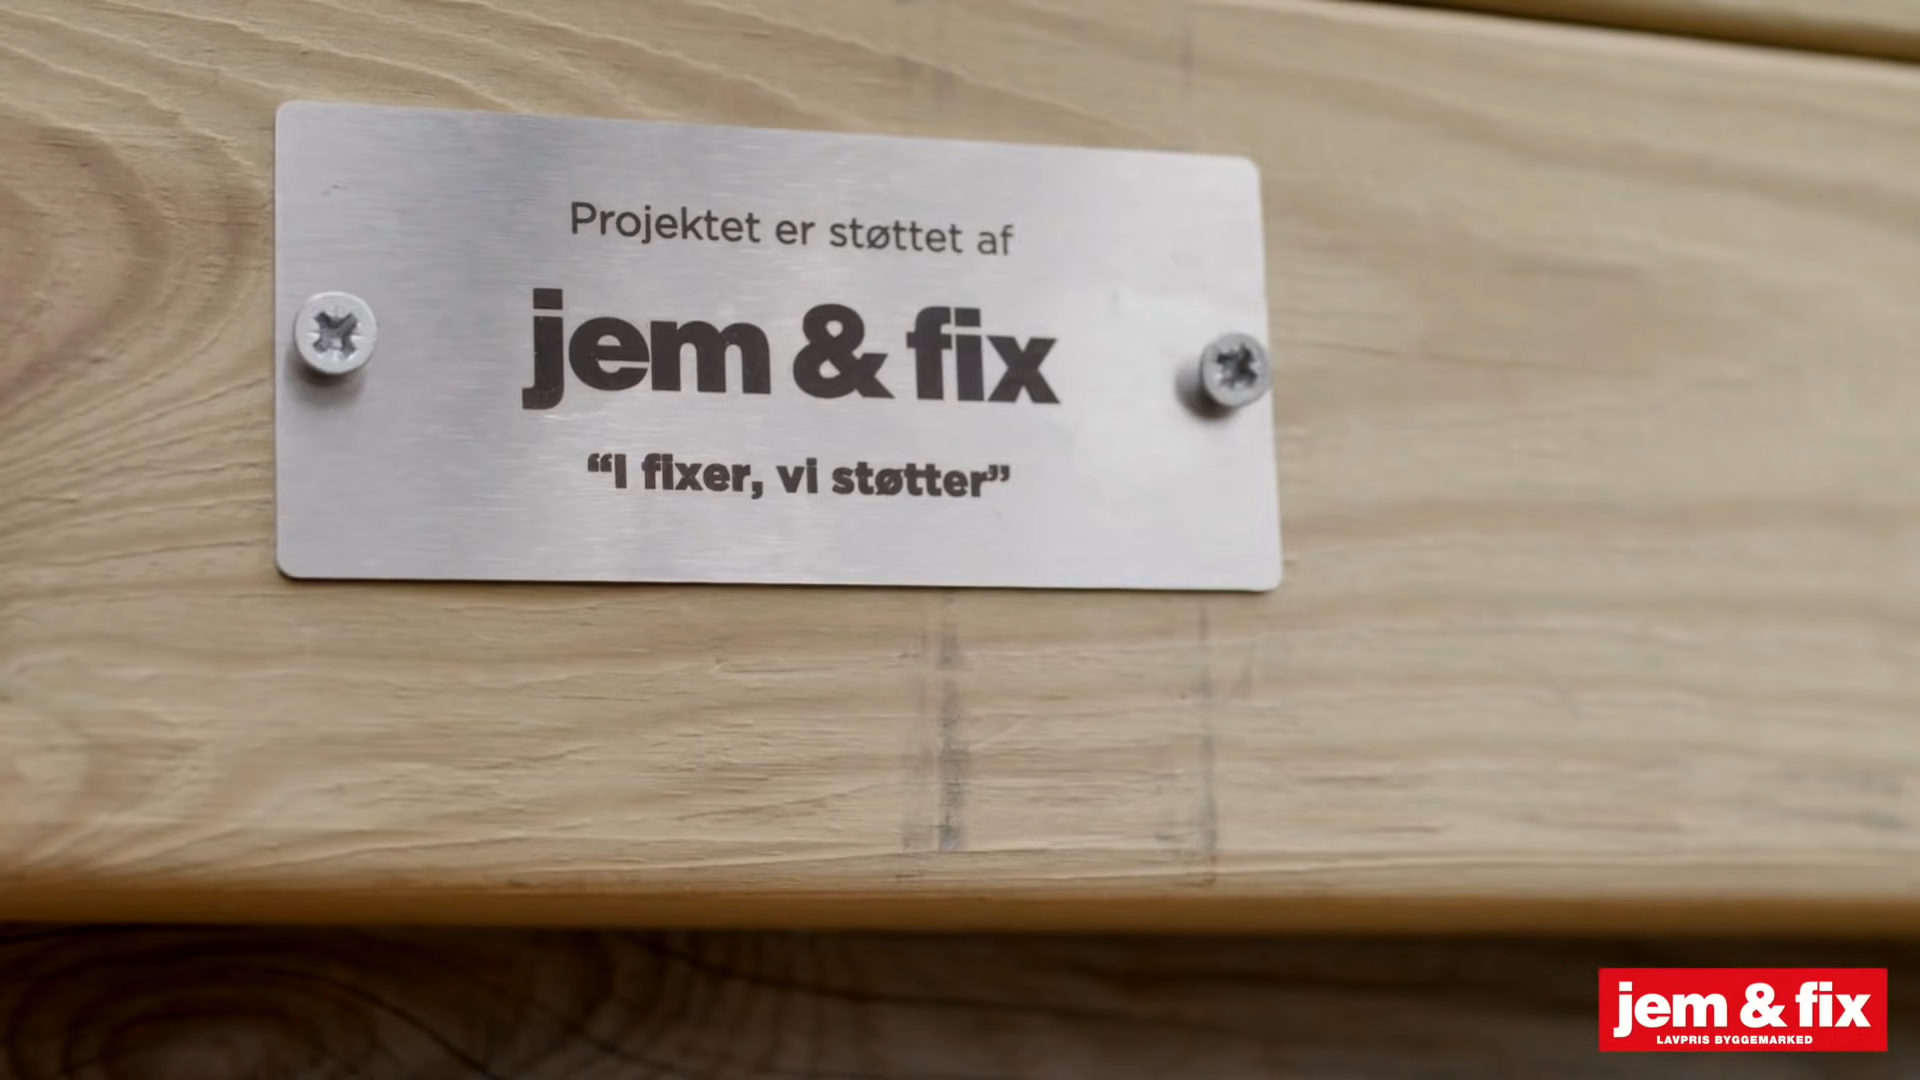 Projektet er støttet af
jem & fix
“I fixer, vi støtter”
jem & fix
LAVPRIS BYGGEMARKED